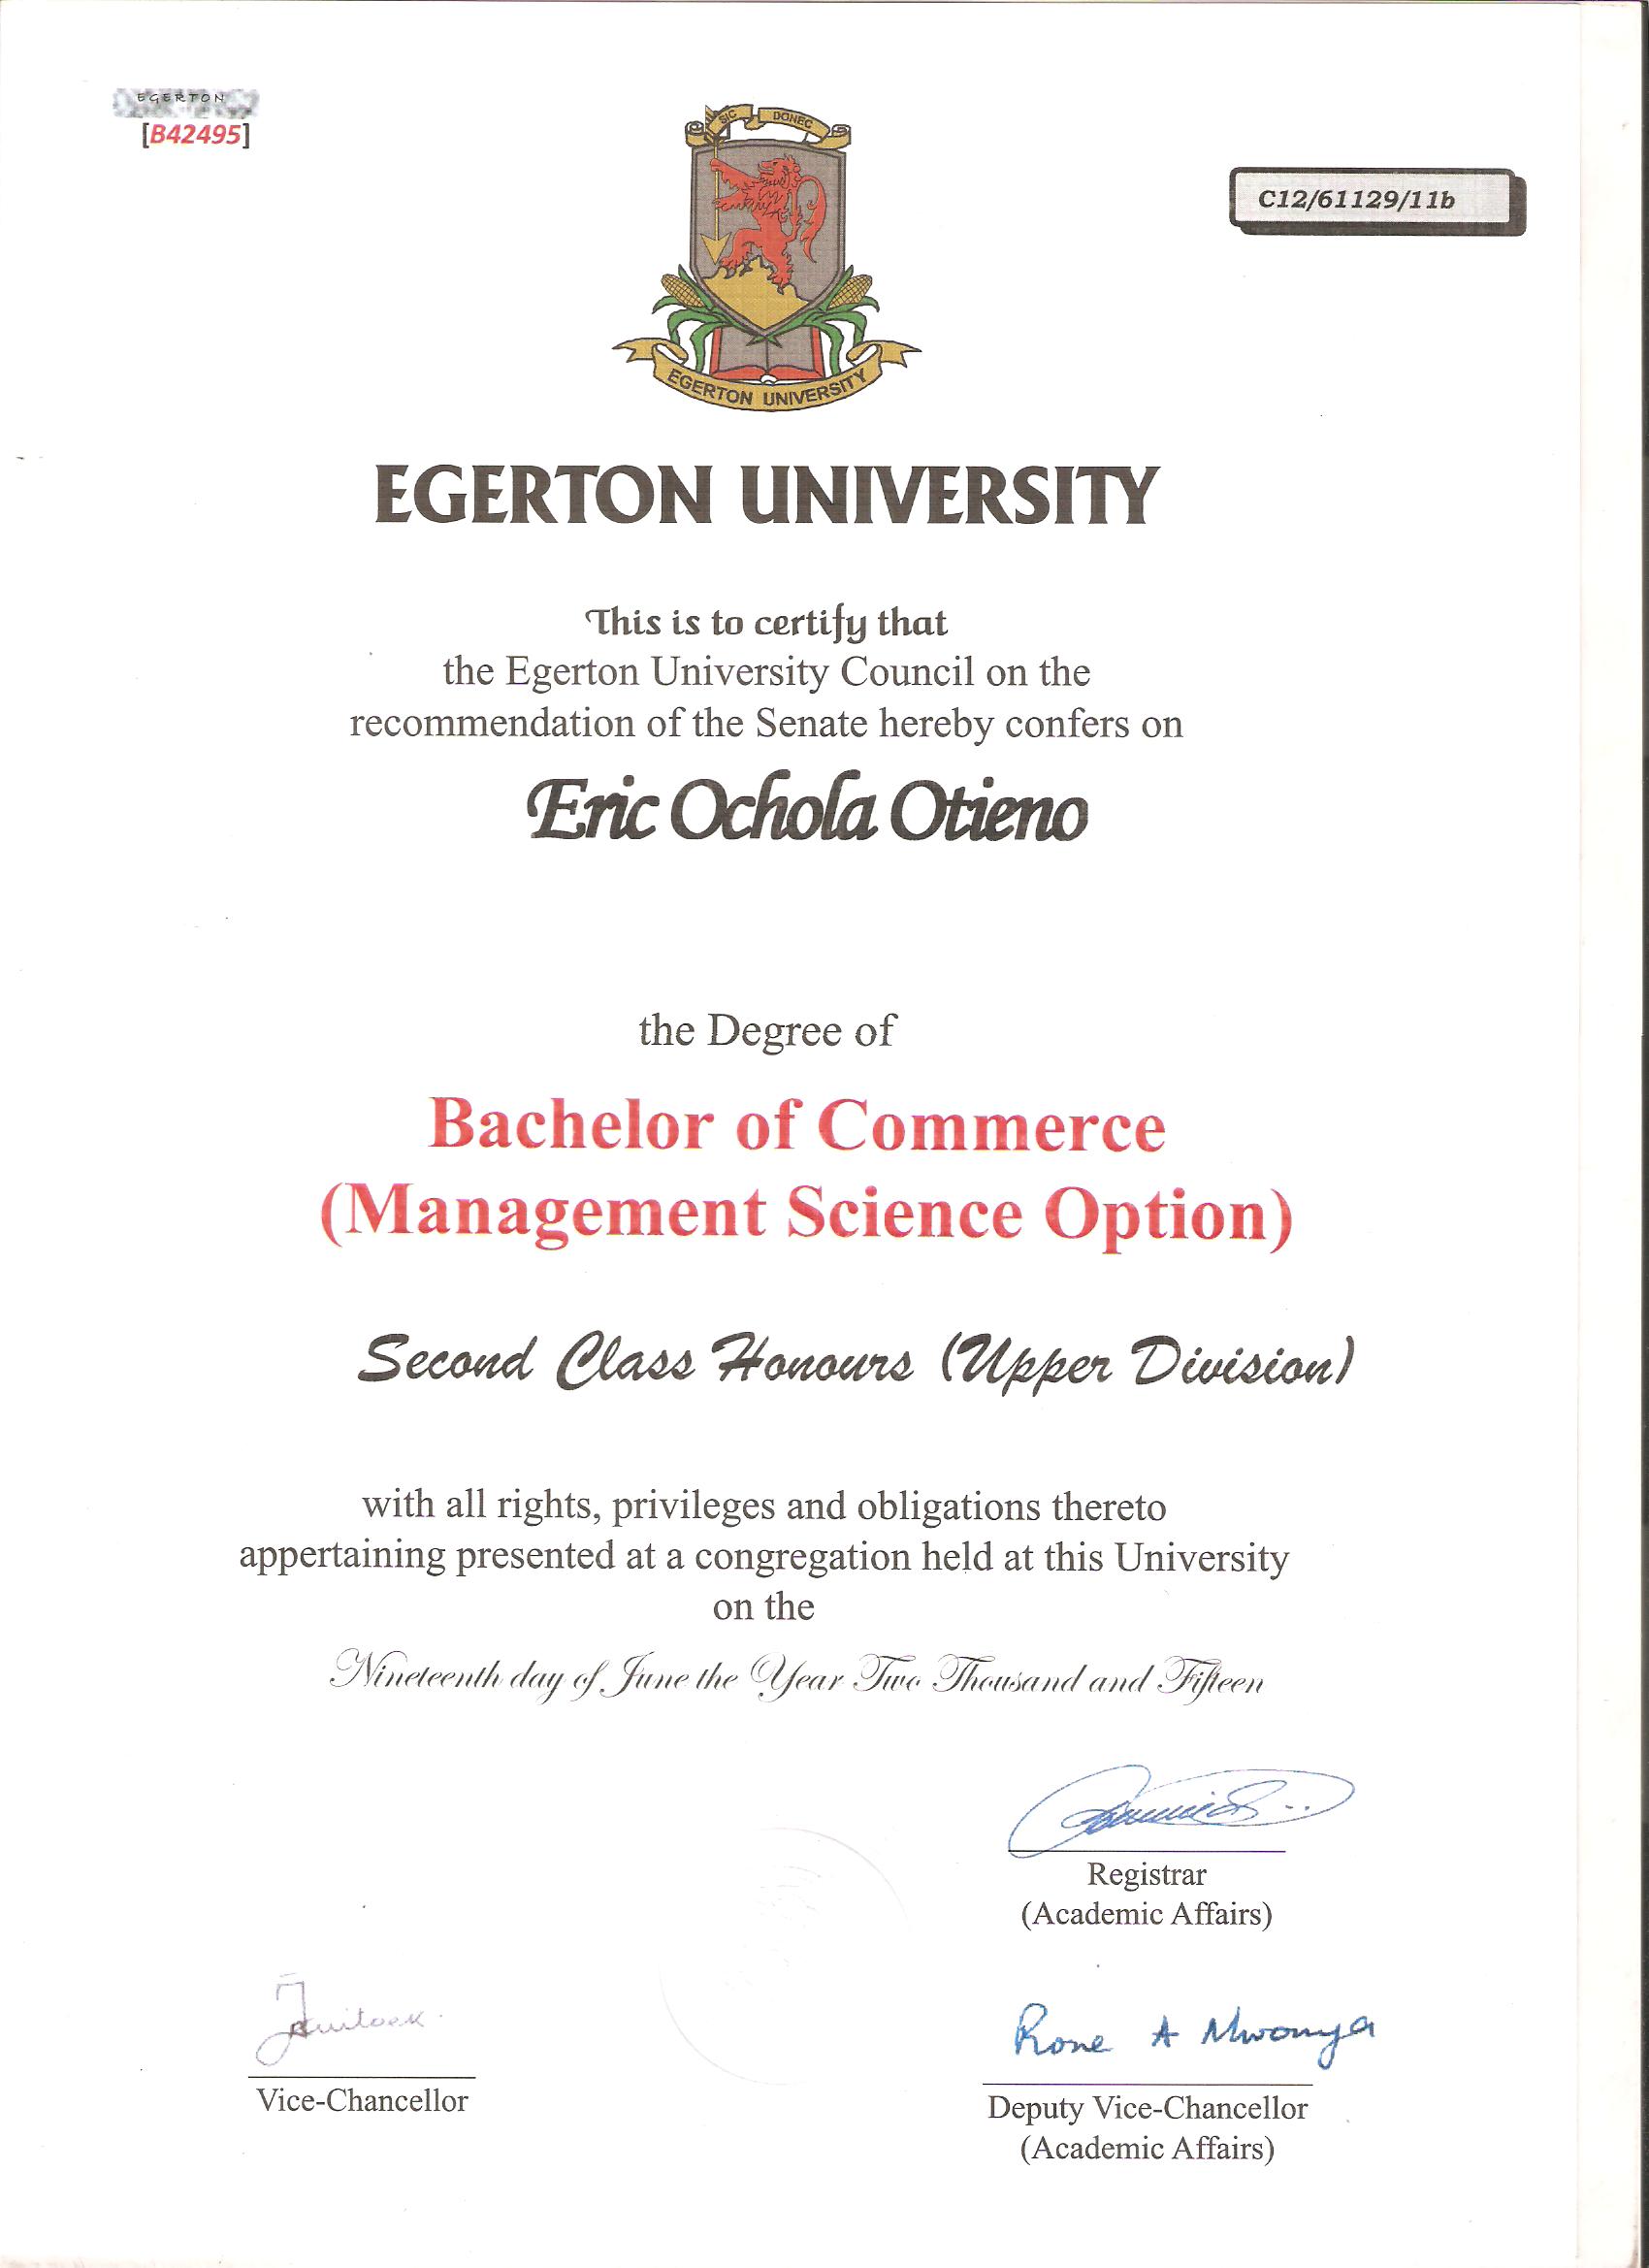 EGERTON
[B42495]
SIC DONEC
C12/61129/11b
EGERTON UNIVERSITY
EGERTON UNIVERSITY
This is to certify that
the Egerton University Council on the
recommendation of the Senate hereby confers on
Eric Ochola Otieno
the Degree of
Bachelor of Commerce
(Management Science Option)
Second Class Honours (Upper Division)
with all rights, privileges and obligations thereto
appertaining presented at a congregation held at this University
on the
Nineteenth day of June the Year Two Thousand and Fifteen
Registrar
(Academic Affairs)
Rone A Mwonya
Vice-Chancellor
Deputy Vice-Chancellor
(Academic Affairs)